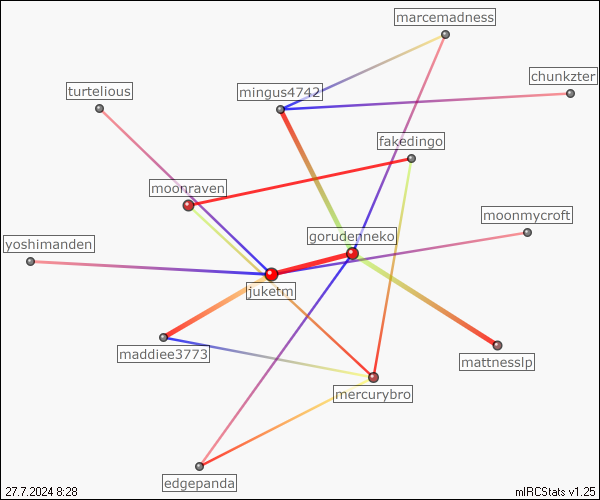 marcemadness
chunkzter
turtelious
mingus4742
fakedingo
moonraven
moonmycroft
gorudenneko
yoshimanden
juketm
maddiee3773
mattnesslp
mercurybro
edgepanda
27.7.2024 8:28
mIRCStats v1.25